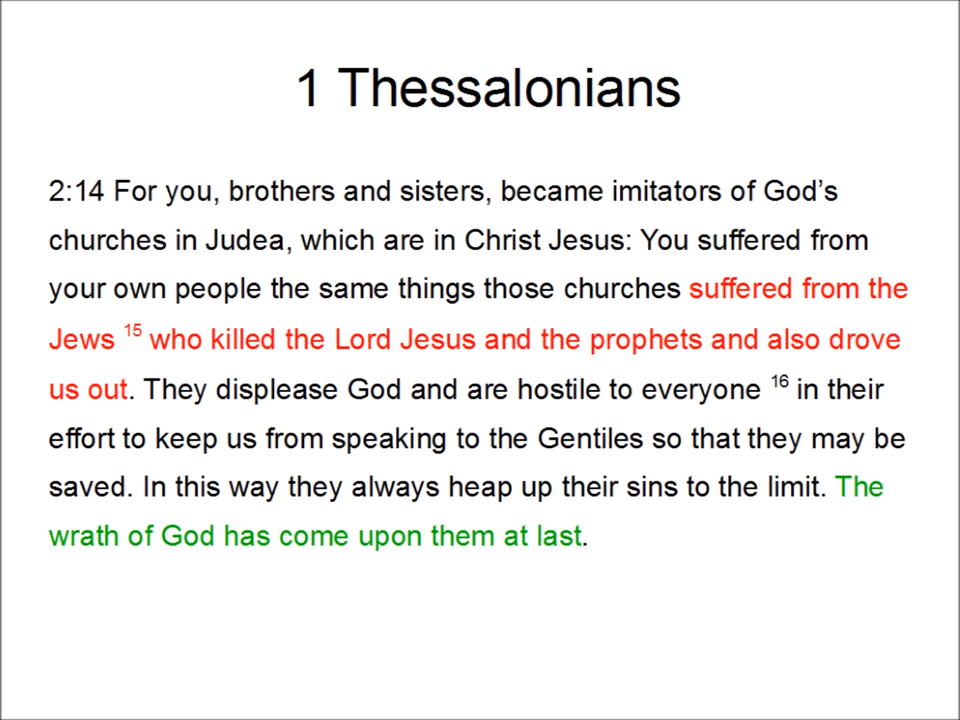 1 Thessalonians
2:14 For you, brothers and sisters, became imitators of God’s
churches in Judea, which are in Christ Jesus: You suffered from
your own people the same things those churches suffered from the
Jews 15 who killed the Lord Jesus and the prophets and also drove
us out. They displease God and are hostile to everyone 16 in their
effort to keep us from speaking to the Gentiles so that they may be
saved. In this way they always heap up their sins to the limit. The
wrath of God has come upon them at last.